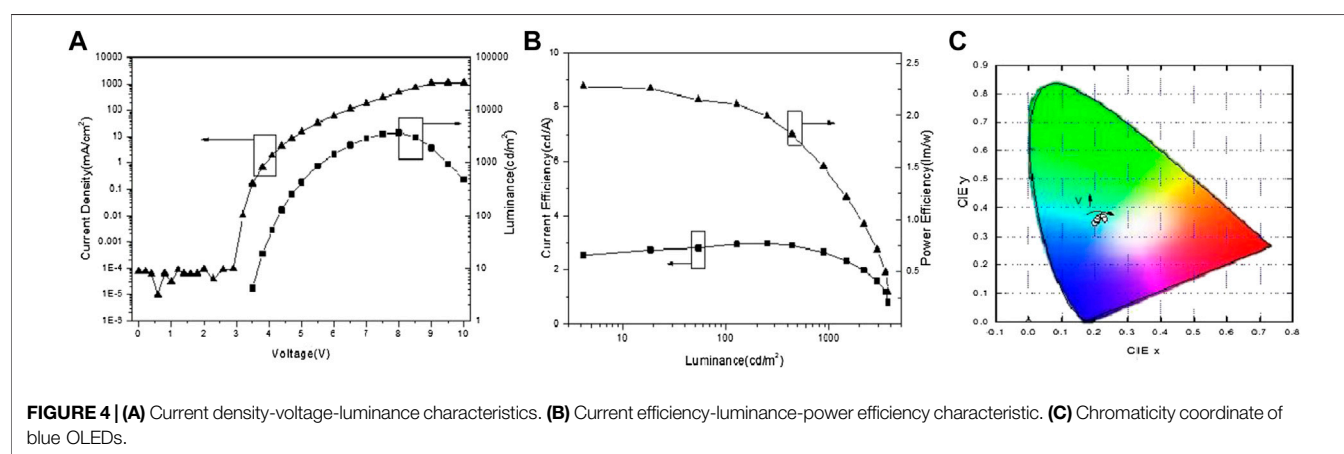 A
B
C
10000
1000
100
10
1
0.1
0.01
0.001
1E-4
1E-5
1E-6
Current Density(mA/cm²)
0 1 2 3 4 5 6 7 8 9 10
Voltage(V)
100000
10000
1000
100
10
1
Luminance(cd/m²)
10
8
6
4
2
0
Current Efficiency(cd/A)
10 100 1000
Luminance(cd/m²)
2.5
2.0
1.5
1.0
0.5
Power Efficiency(lm/w)
0.9
0.8
0.7
0.6
0.5
0.4
0.3
0.2
0.1
0.0
CIE y
V
-0.1 0.0 0.1 0.2 0.3 0.4 0.5 0.6 0.7 0.8
CIE x
FIGURE 4 | (A) Current density-voltage-luminance characteristics. (B) Current efficiency-luminance-power efficiency characteristic. (C) Chromaticity coordinate of
blue OLEDs.